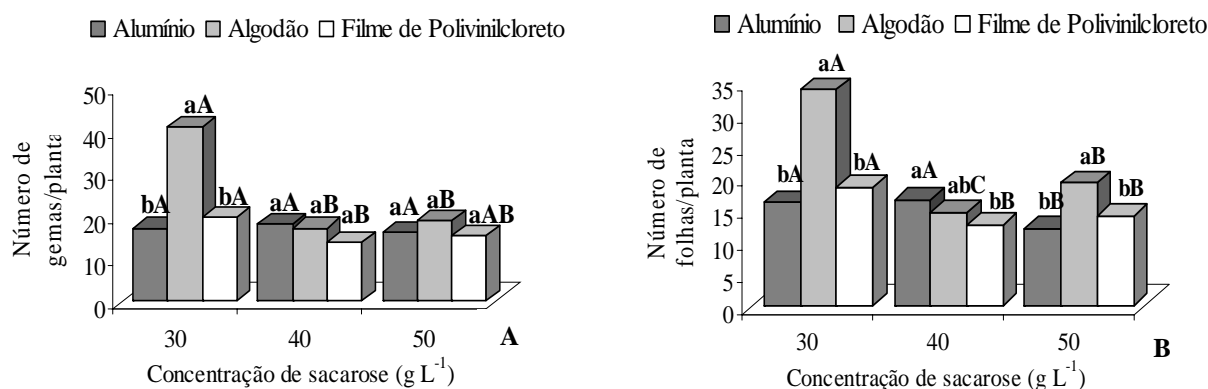 Alumínio Algodão Filme de Polivinilcloreto
Número de
gemas/planta
50
40
30
20
10
0
bA aA bA aA aB aB aA aB aAB
30 40 50
Concentração de sacarose (g L-1)
A
Alumínio Algodão Filme de Polivinilcloreto
Número de
folhas/planta
35
30
25
20
15
10
5
0
bA aA bA aA abC bB bB aB bB
30 40 50
Concentração de sacarose (g L-1)
B